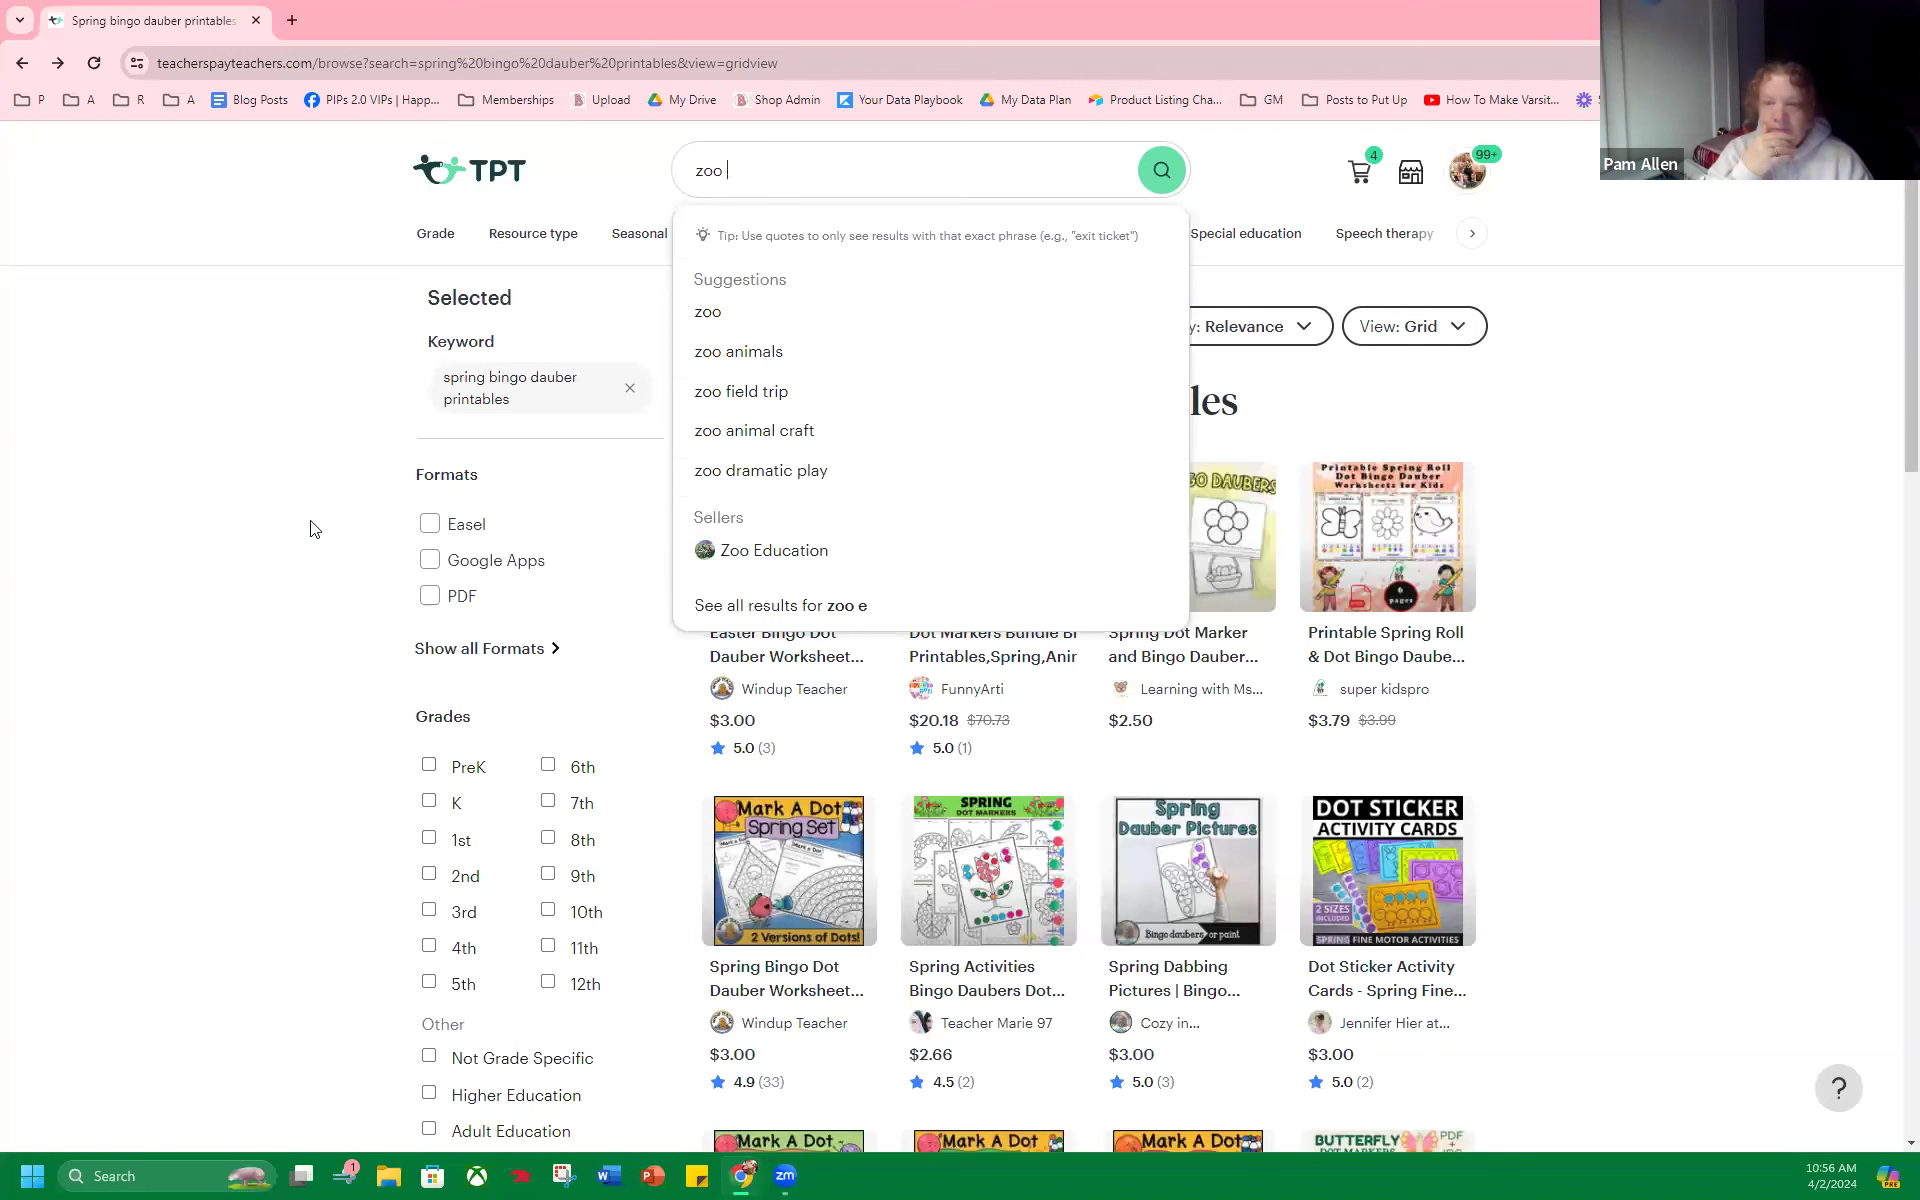 Spring bingo dauber printables
teacherspayteachers.com/browse?search=spring%20bingo%20dauber%20printables&view=gridview
P
A
R
A
Blog Posts
PIPs 2.0 VIPs | Happ...
Memberships
Upload
My Drive
Shop Admin
Your Data Playbook
My Data Plan
Product Listing Cha...
GM
Posts to Put Up
How To Make Varsit...
Pam Allen
TPT
zoo
4
99+
Grade
Resource type
Seasonal
Special education
Speech therapy
Tip: Use quotes to only see results with that exact phrase (e.g., "exit ticket")
Suggestions
zoo
zoo animals
zoo field trip
zoo animal craft
zoo dramatic play
Sellers
Zoo Education
See all results for zoo e
Selected
Keyword
spring bingo dauber
printables
y: Relevance
View: Grid
les
Formats
Easel
Google Apps
PDF
Show all Formats
Grades
PreK
6th
K
7th
1st
8th
2nd
9th
3rd
10th
4th
11th
5th
12th
Other
Not Grade Specific
Higher Education
Adult Education
GO DAUBERS
Printable Spring Roll
Dot Bingo Dauber
Worksheets for Kids
6
pages
Easter Bingo Dot
Dauber Worksheet...
Windup Teacher
$3.00
5.0 (3)
Dot Markers Bundle Bi
Printables,Spring,Anir
FunnyArti
$20.18 $70.73
5.0 (1)
Spring Dot Marker
and Bingo Dauber...
Learning with Ms...
$2.50
Printable Spring Roll
& Dot Bingo Daube...
super kidspro
$3.79 $3.99
Mark A Dot
Spring Set
2 Versions of Dots!
SPRING
DOT MARKERS
Spring
Dauber Pictures
Bingo daubers or paint
DOT STICKER
ACTIVITY CARDS
2 SIZES
INCLUDED
SPRING FINE MOTOR ACTIVITIES
Spring Bingo Dot
Dauber Worksheet...
Windup Teacher
$3.00
4.9 (33)
Spring Activities
Bingo Daubers Dot...
Teacher Marie 97
$2.66
4.5 (2)
Spring Dabbing
Pictures | Bingo...
Cozy in...
$3.00
5.0 (3)
Dot Sticker Activity
Cards - Spring Fine...
Jennifer Hier at...
$3.00
5.0 (2)
Mark A Dot
Mark A Dot
Mark A Dot
BUTTERFLY
PDF
?
Search
1
zm
10:56 AM
4/2/2024
PRE